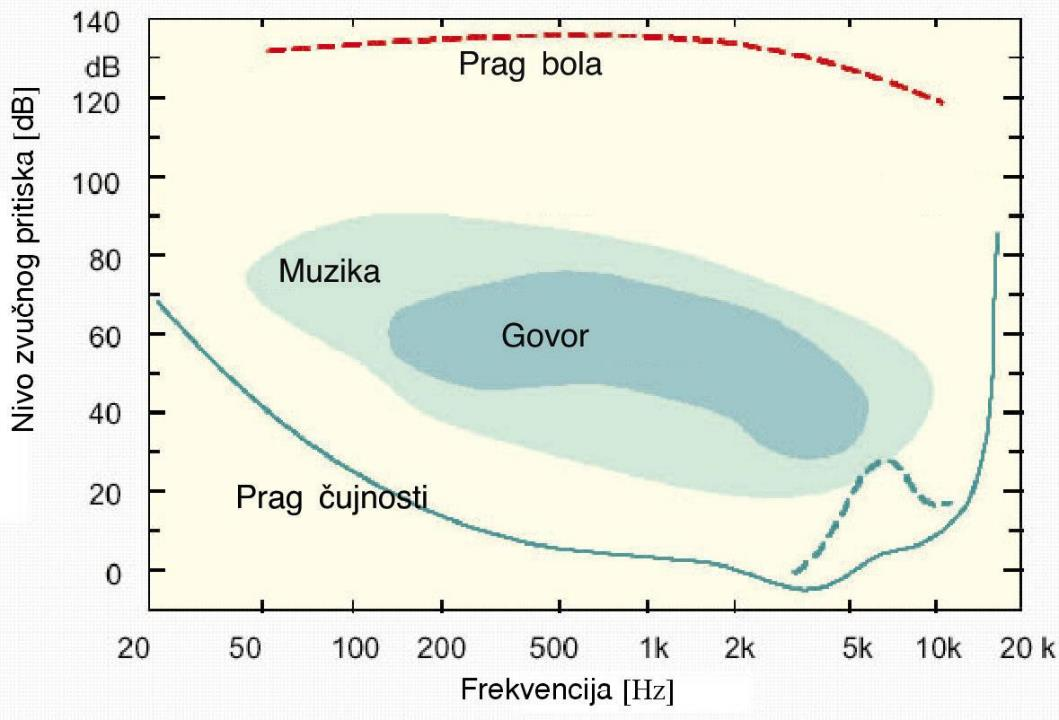 140
dB
120
100
80
60
40
20
0
Nivo zvučnog pritiska [dB]
Prag bola
Muzika
Govor
Prag čujnosti
20 50 100 200 500 1k 2k 5k 10k 20 k
Frekvencija [Hz]